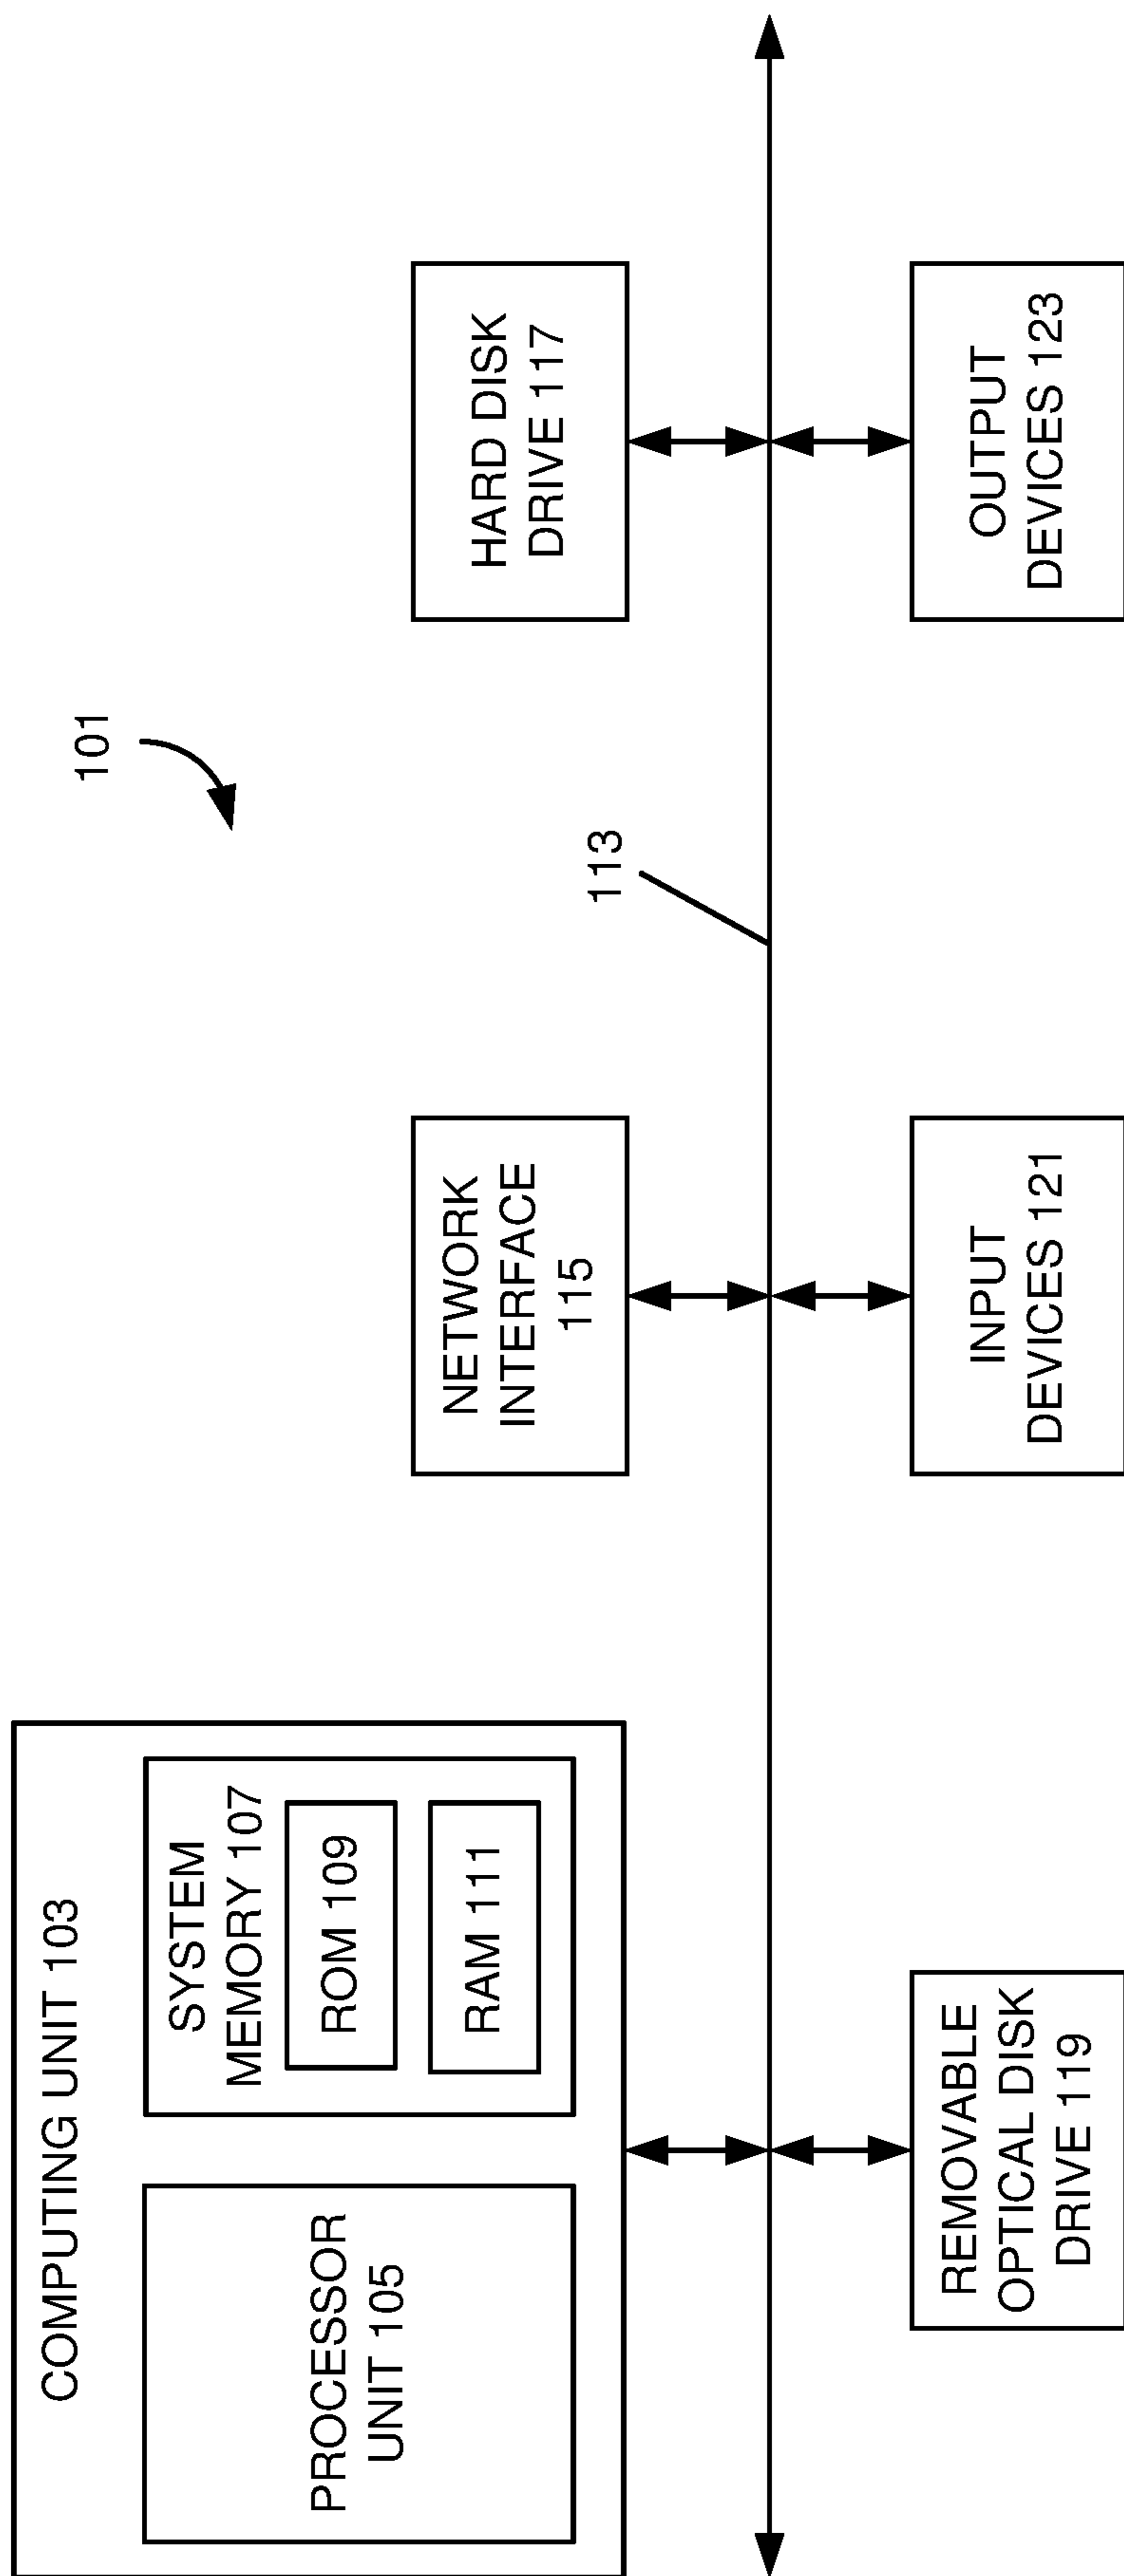 COMPUTING UNIT 103
PROCESSOR
UNIT 105
SYSTEM
MEMORY 107
ROM 109
RAM 111
101
NETWORK
INTERFACE
115
HARD DISK
DRIVE 117
113
REMOVABLE
OPTICAL DISK
DRIVE 119
INPUT
DEVICES 121
OUTPUT
DEVICES 123